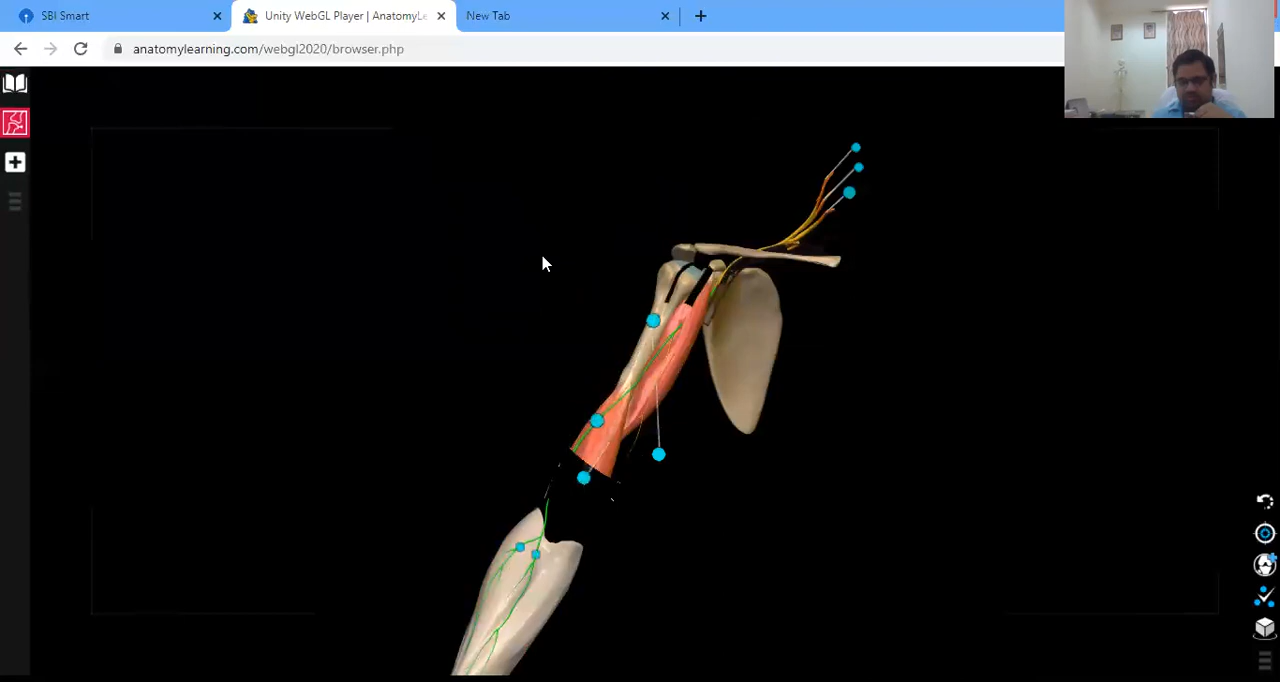 SBI Smart
Unity WebGL Player | AnatomyLe
New Tab
anatomylearning.com/webgl2020/browser.php